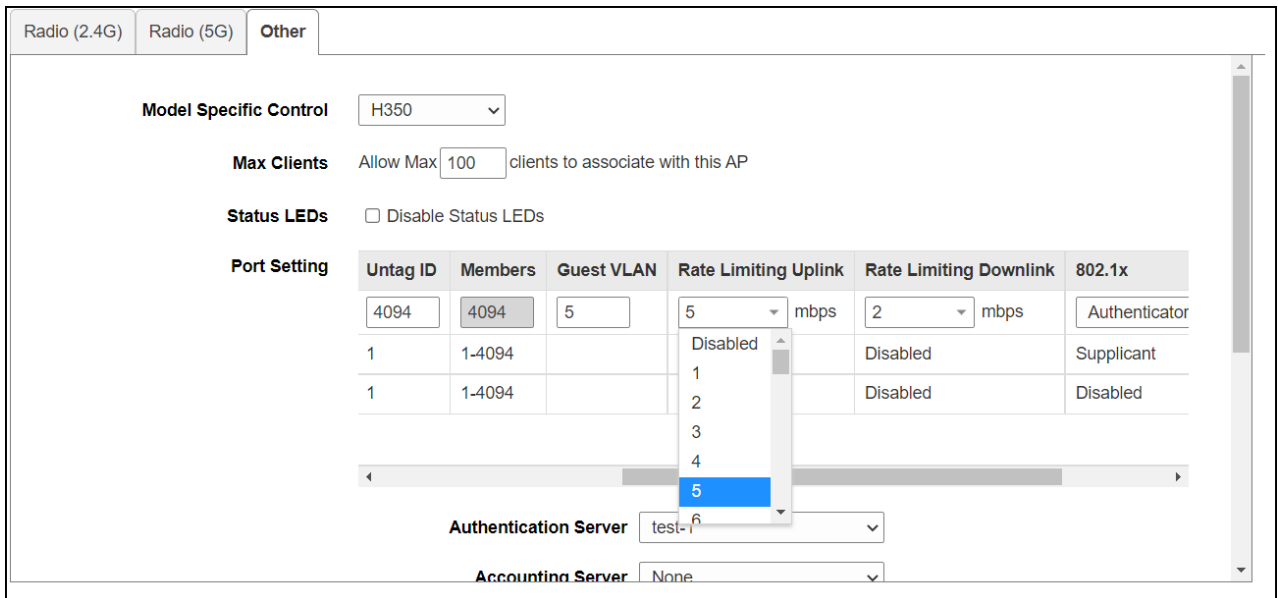 Radio (2.4G) Radio (5G) Other
Model Specific Control H350
Max Clients Allow Max 100 clients to associate with this AP
Status LEDs Disable Status LEDs
Port Setting Untag ID Members Guest VLAN Rate Limiting Uplink Rate Limiting Downlink 802.1x
4094 4094 5 5 mbps 2 mbps Authenticator
Disabled
1 1-4094 Disabled Supplicant
1
2
1 1-4094 Disabled Disabled
3
4
5
6
Authentication Server test-1
Accounting Server None